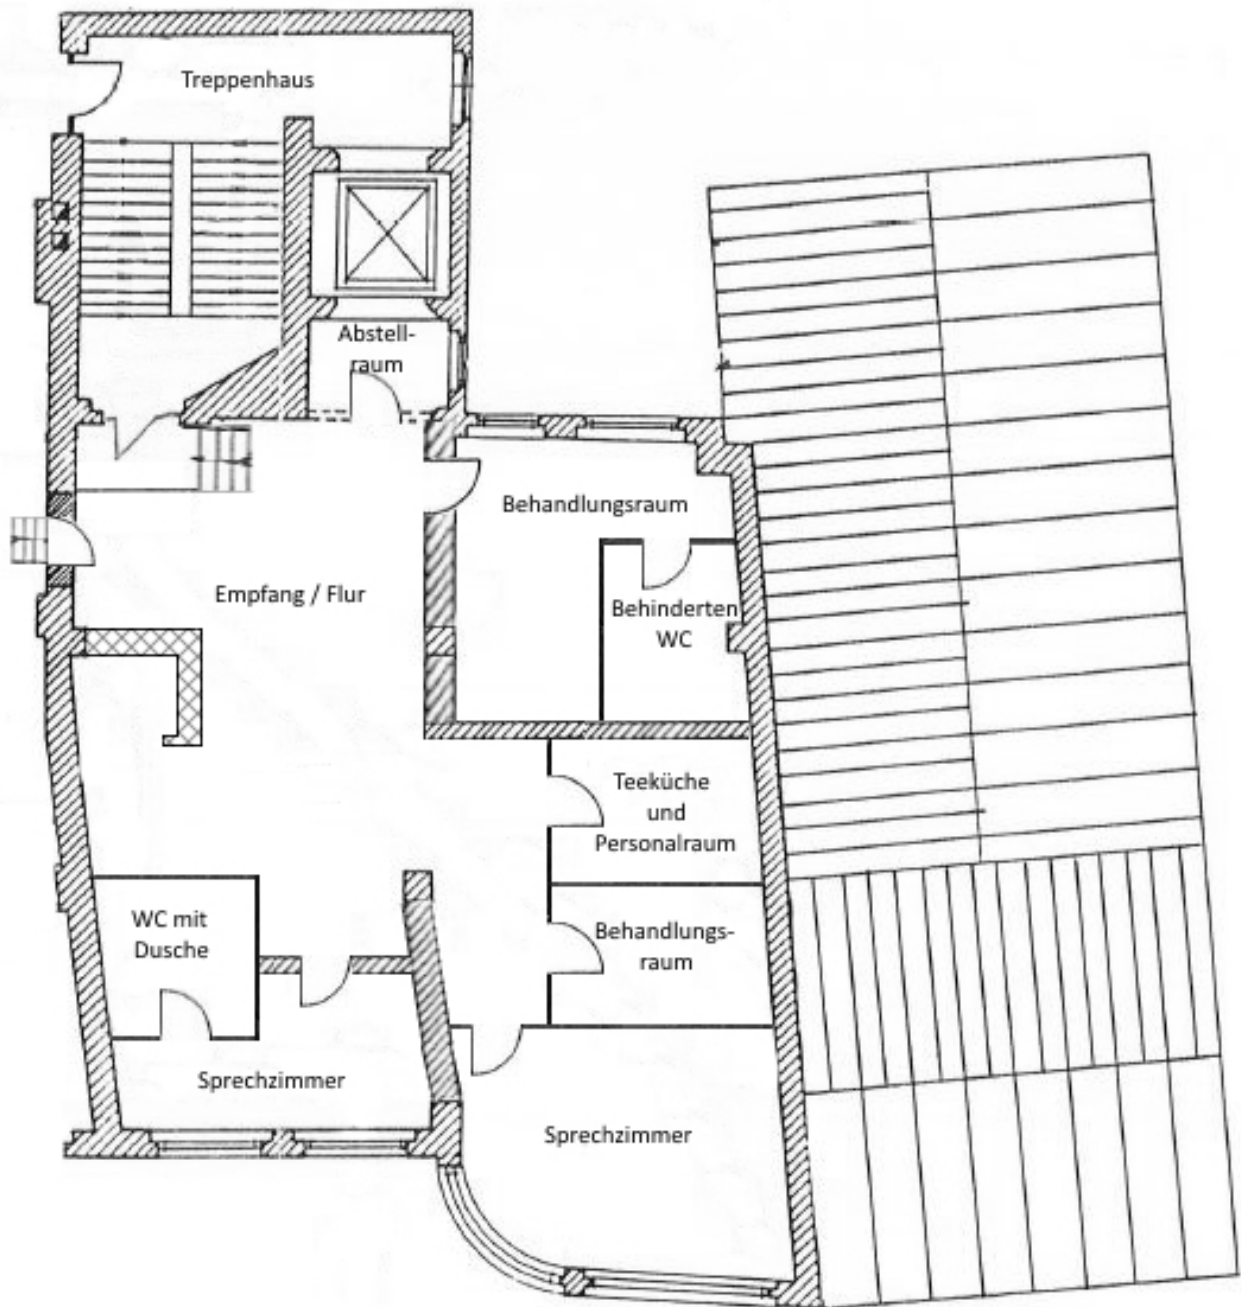 Treppenhaus
Abstell-
raum
Behandlungsraum
Empfang / Flur
Behinderten
WC
Teeküche
und
Personalraum
WC mit
Dusche
Behandlungs-
raum
Sprechzimmer
Sprechzimmer